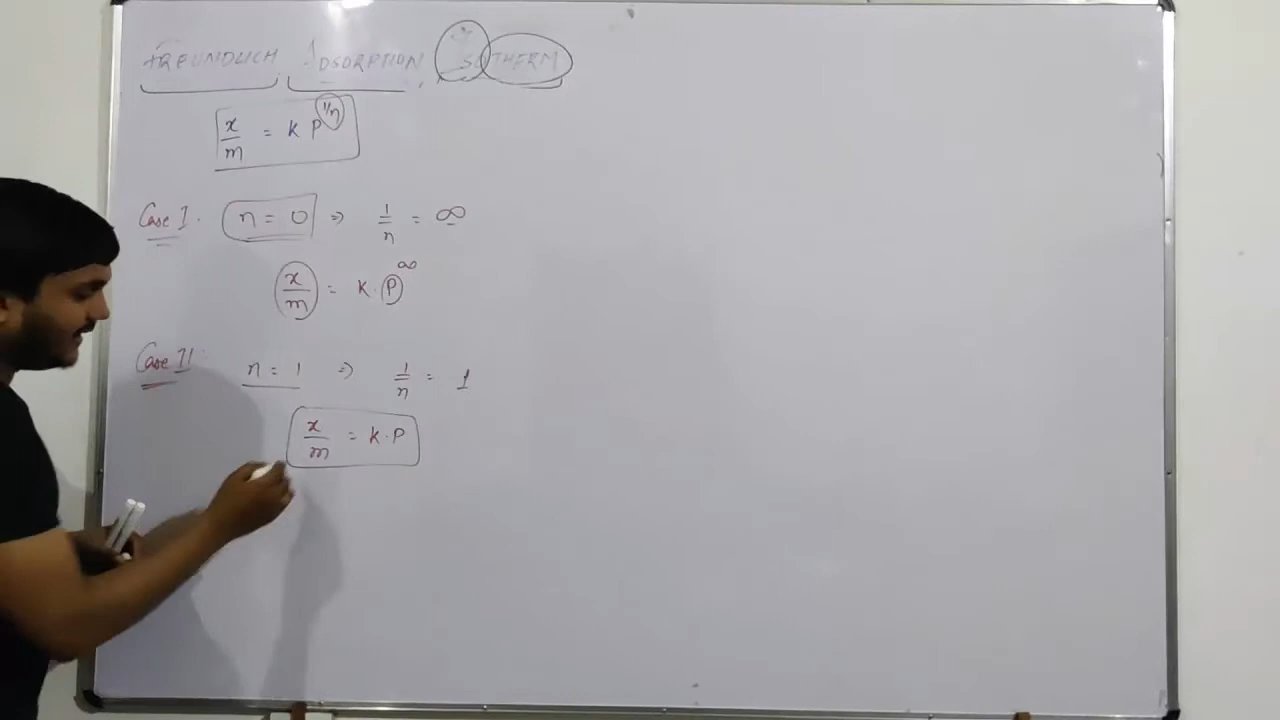 FREUNDLICH ADSORPTION ISOTHERM
x/m = K P^1/n
Case I. n = 0 ⇒ 1/n = ∞
x/m = K . P^∞
Case II. n = 1 ⇒ 1/n = 1
x/m = K . P